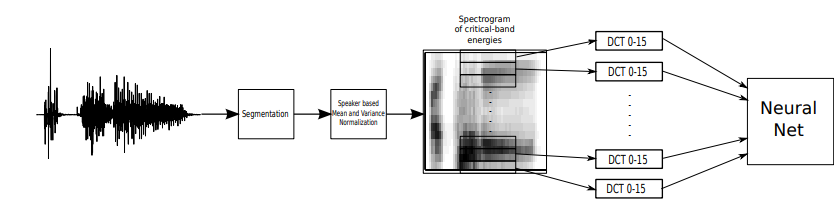 Spectrogram
of critical-band
energies
Segmentation
Speaker based
Mean and Variance
Normalization
DCT 0-15
DCT 0-15
DCT 0-15
DCT 0-15
Neural
Net